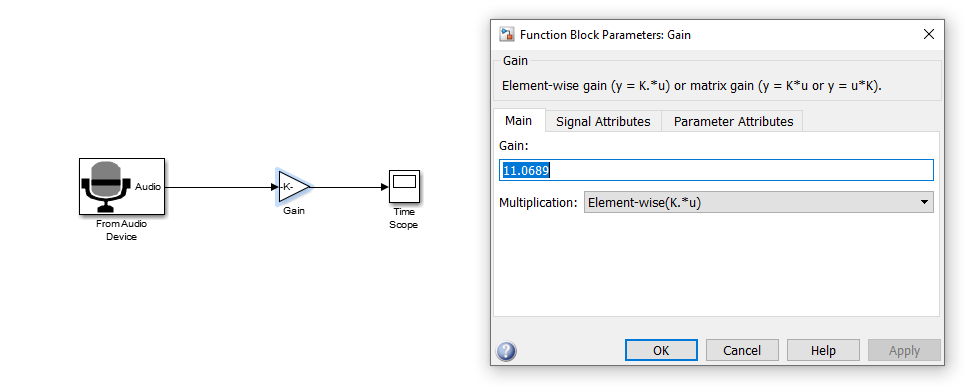 Audio
From Audio
Device
-K-
Gain
Time
Scope
Function Block Parameters: Gain
Gain
Element-wise gain (y = K.*u) or matrix gain (y = K*u or y = u*K).
Main Signal Attributes Parameter Attributes
Gain:
11.0689
Multiplication: Element-wise(K.*u)
? OK Cancel Help Apply